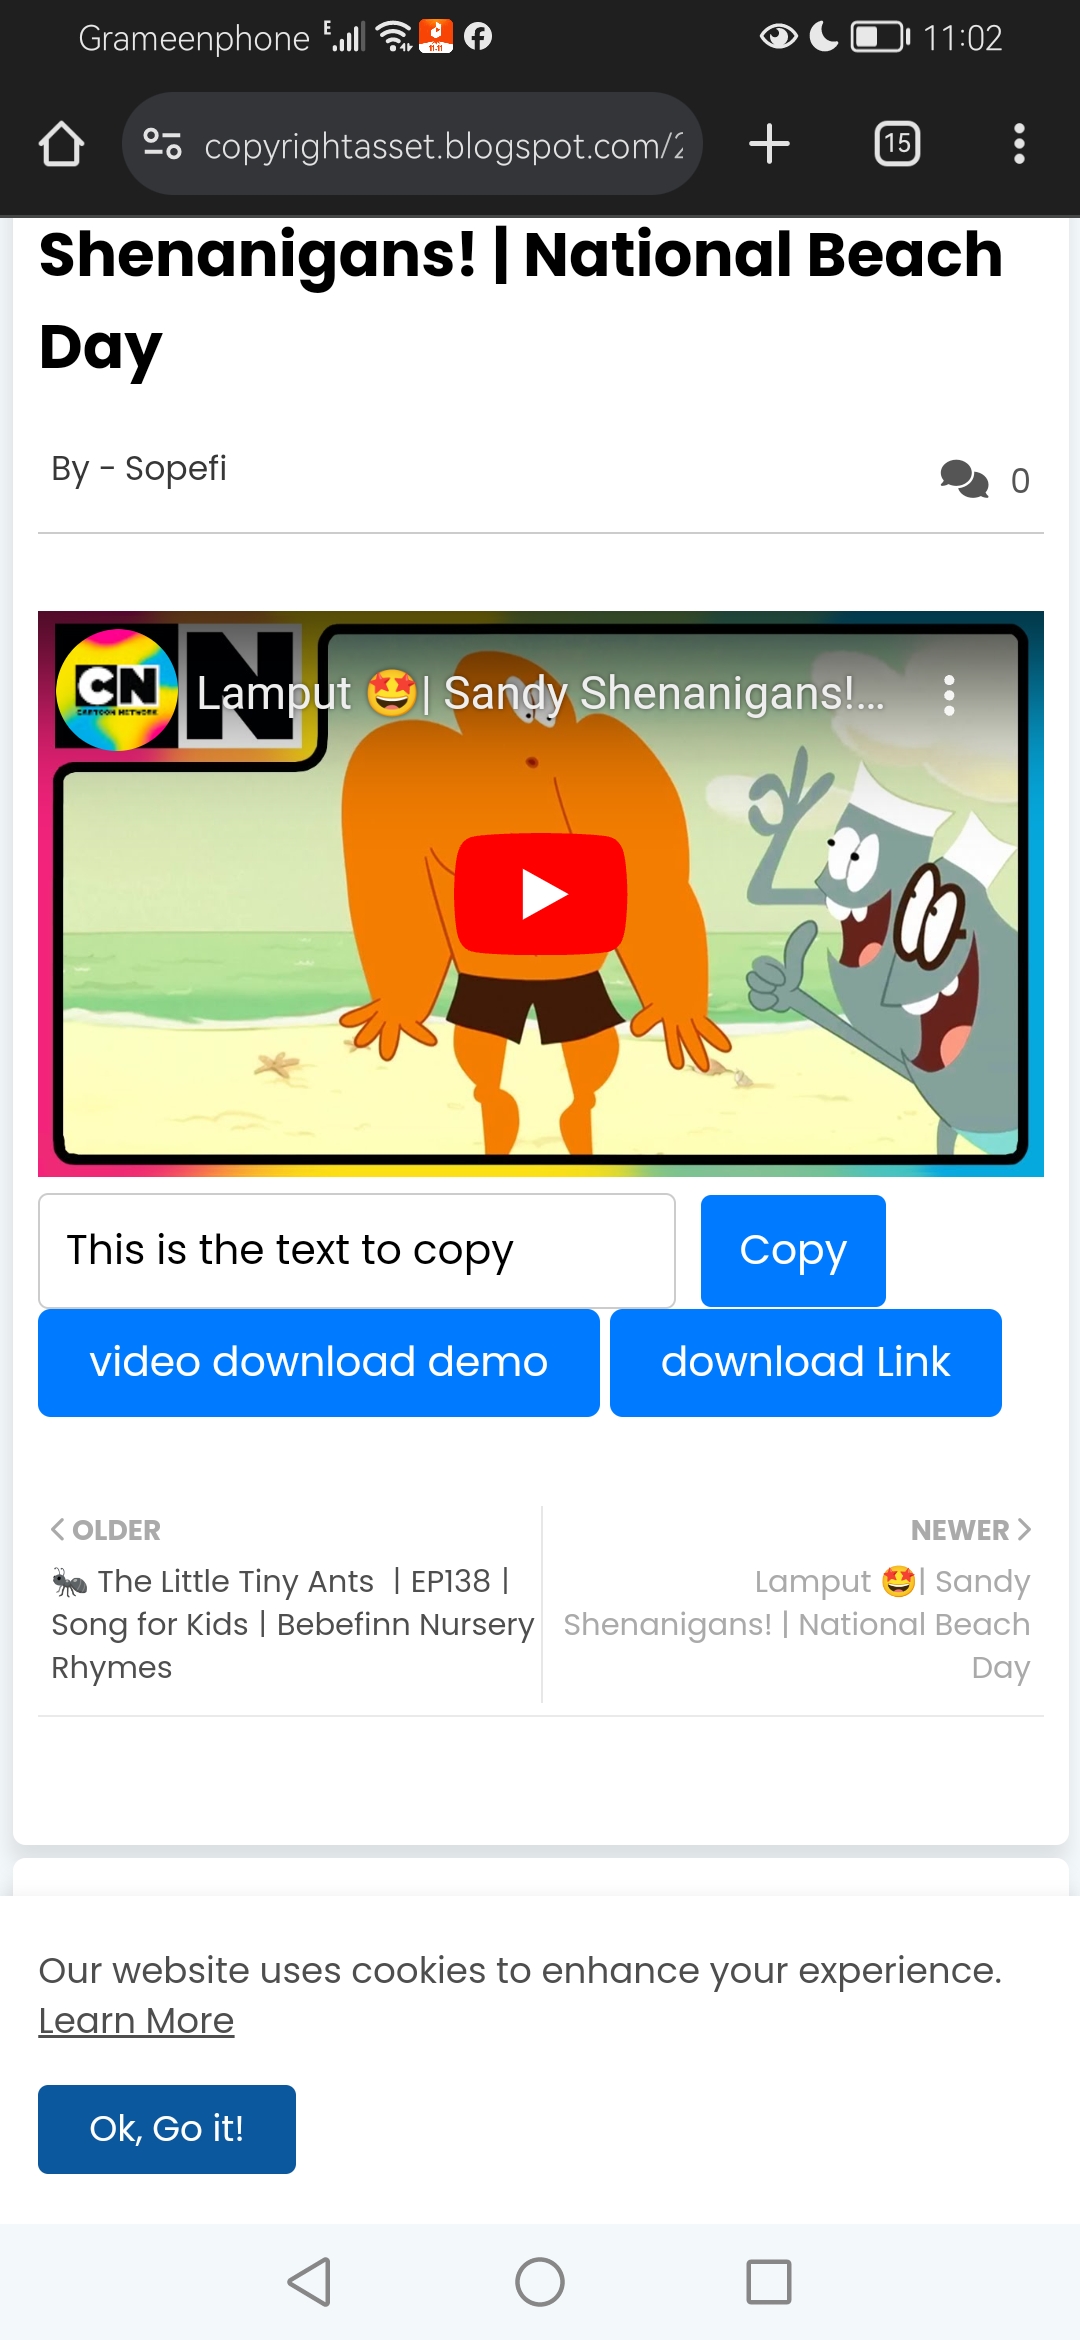 Grameenphone E 11:02
copyrightasset.blogspot.com/2
15
Shenanigans! | National Beach
Day
By - Sopefi
0
CN
CARTOON NETWORK
N
Lamput 🤩| Sandy Shenanigans!...
This is the text to copy
Copy
video download demo
download Link
OLDER
🐜 The Little Tiny Ants | EP138 |
Song for Kids | Bebefinn Nursery
Rhymes
NEWER
Lamput 🤩| Sandy
Shenanigans! | National Beach
Day
Our website uses cookies to enhance your experience.
Learn More
Ok, Go it!